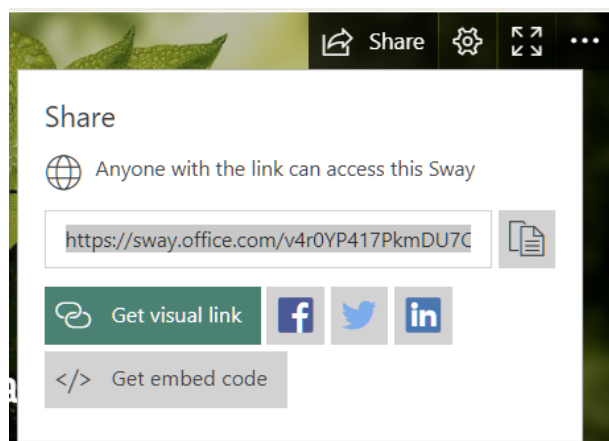 Share
Share
Anyone with the link can access this Sway
https://sway.office.com/v4r0YP417PkmDU7C
Get visual link
f
in
</> Get embed code
a